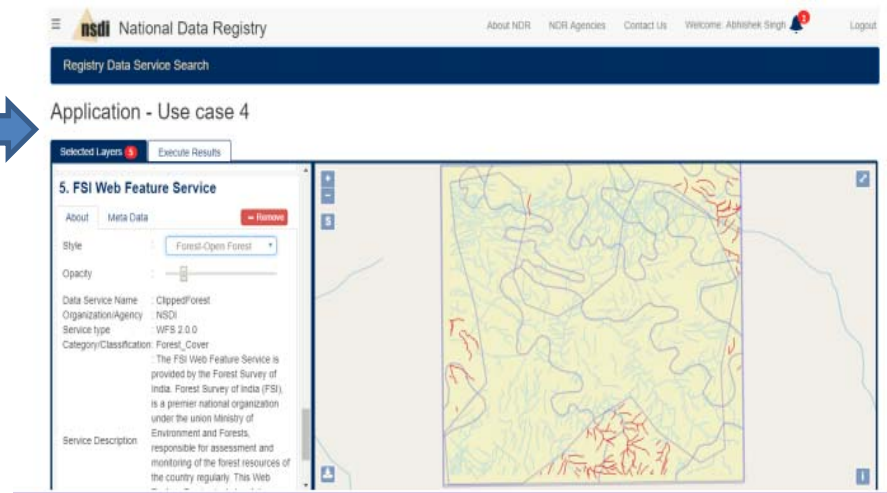 nsdi National Data Registry
About NDR NDR Agencies Contact Us Welcome: Abhishek Singh Logout
Registry Data Service Search
Application - Use case 4
Selected Layers 5 Execute Results
5. FSI Web Feature Service
About Meta Data Remove
Style : Forest-Open Forest
Opacity :
Data Service Name : ClippedForest
Organization/Agency : NSDI
Service type : WFS 2.0.0
Category/Classification: Forest_Cover
: The FSI Web Feature Service is
provided by the Forest Survey of
India. Forest Survey of India (FSI),
is a premier national organization
under the union Ministry of
Environment and Forests,
Service Description
responsible for assessment and
monitoring of the forest resources of
the country regularly. This Web
S
i